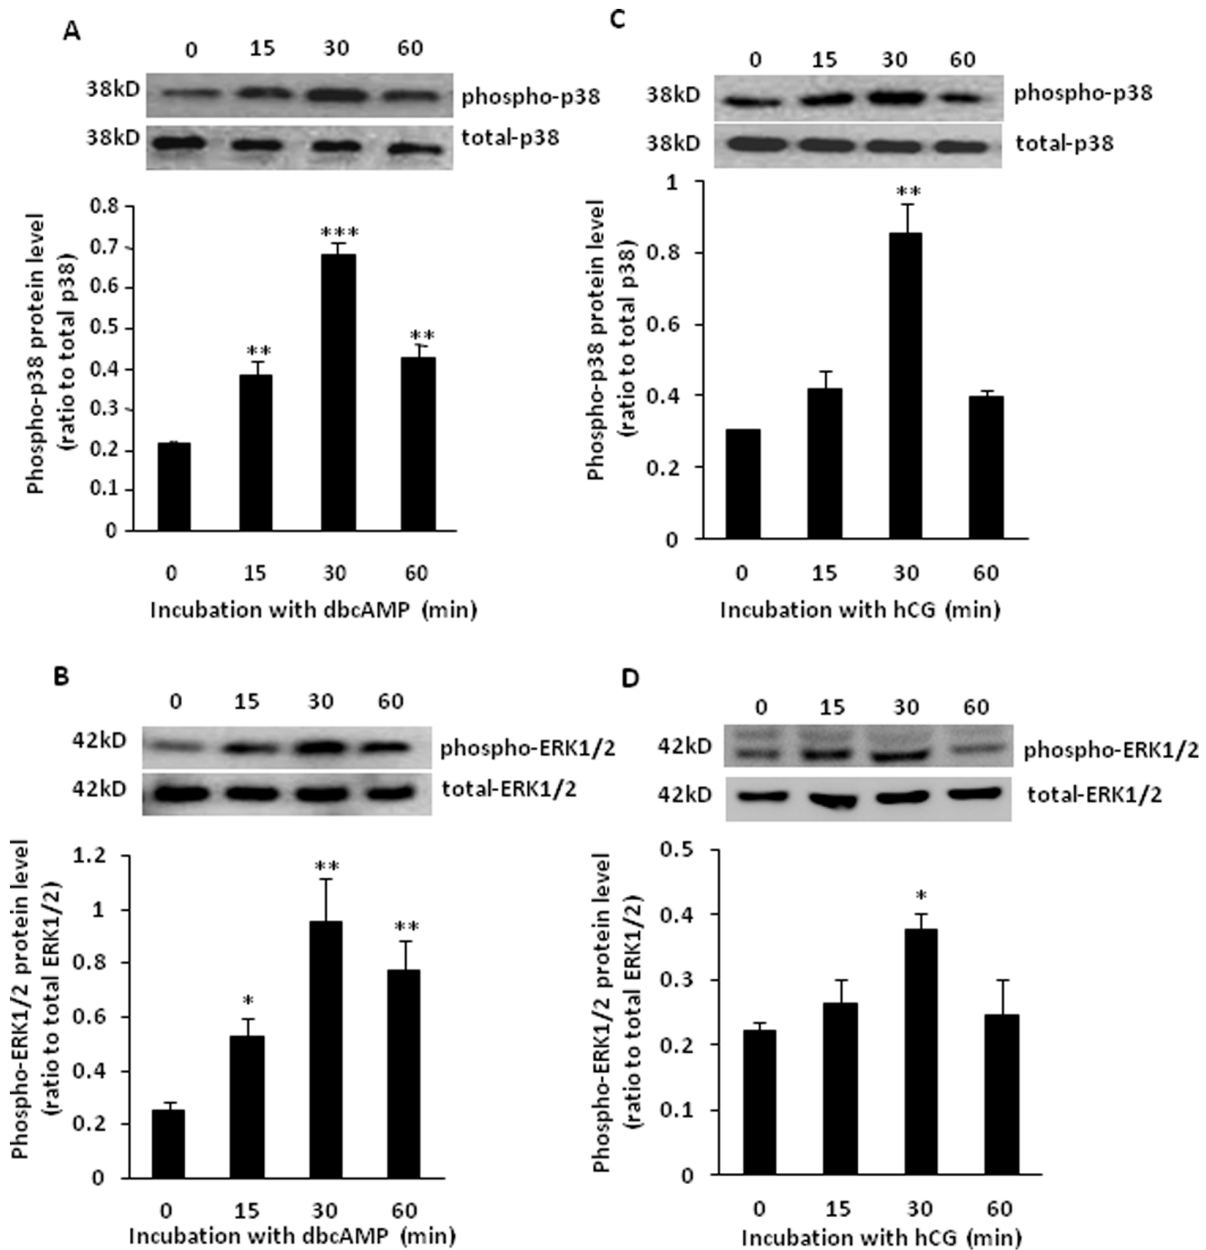 A
0 15 30 60
38kD phospho-p38
38kD total-p38
Phospho-p38 protein level
(ratio to total p38)
0.8
0.7
0.6
0.5
0.4
0.3
0.2
0.1
0
**
***
**
0 15 30 60
Incubation with dbcAMP (min)
C
0 15 30 60
38kD phospho-p38
38kD total-p38
Phospho-p38 protein level
(ratio to total p38)
1
0.8
0.6
0.4
0.2
0
**
0 15 30 60
Incubation with hCG (min)
B
0 15 30 60
42kD phospho-ERK1/2
42kD total-ERK1/2
Phospho-ERK1/2 protein level
(ratio to total ERK1/2)
1.2
1
0.8
0.6
0.4
0.2
0
*
**
**
0 15 30 60
Incubation with dbcAMP (min)
D
0 15 30 60
42kD phospho-ERK1/2
42kD total-ERK1/2
Phospho-ERK1/2 protein level
(ratio to total ERK1/2)
0.5
0.4
0.3
0.2
0.1
0
*
0 15 30 60
Incubation with hCG (min)